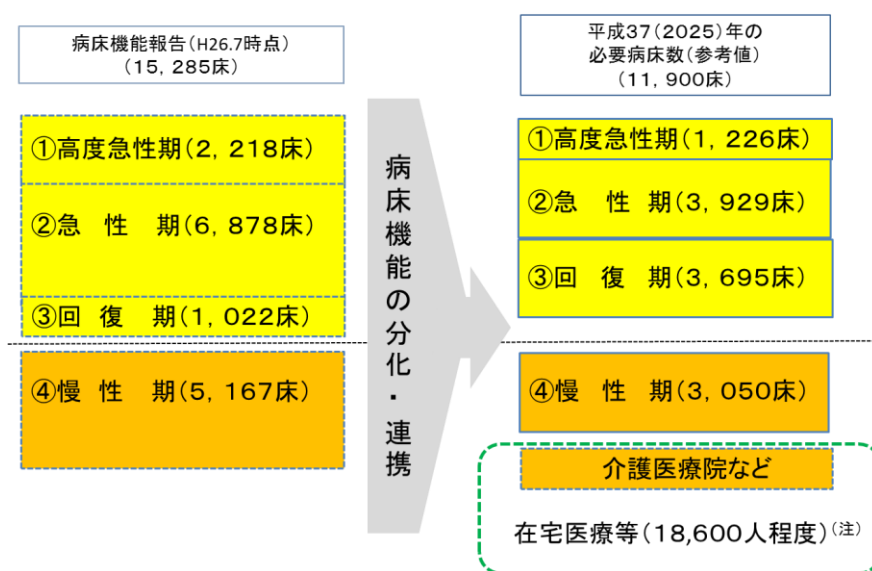 病床機能報告(H26.7時点)
(15,285床)
①高度急性期(2,218床)
②急 性 期(6,878床)
③回 復 期(1,022床)
④慢 性 期(5,167床)
病床機能の分化・連携
平成37(2025)年の
必要病床数(参考値)
(11,900床)
①高度急性期(1,226床)
②急 性 期(3,929床)
③回 復 期(3,695床)
④慢 性 期(3,050床)
介護医療院など
在宅医療等(18,600人程度)(注)